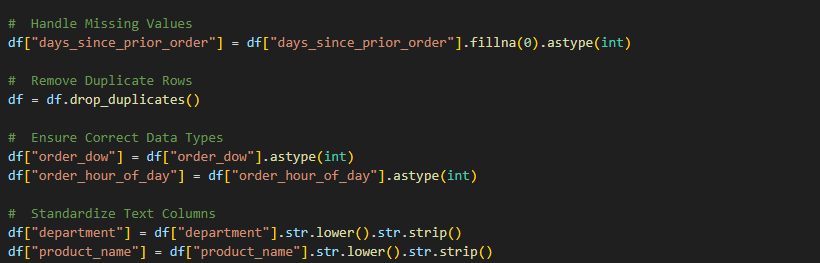 #  Handle Missing Values
df["days_since_prior_order"] = df["days_since_prior_order"].fillna(0).astype(int)
#  Remove Duplicate Rows
df = df.drop_duplicates()
#  Ensure Correct Data Types
df["order_dow"] = df["order_dow"].astype(int)
df["order_hour_of_day"] = df["order_hour_of_day"].astype(int)
#  Standardize Text Columns
df["department"] = df["department"].str.lower().str.strip()
df["product_name"] = df["product_name"].str.lower().str.strip()